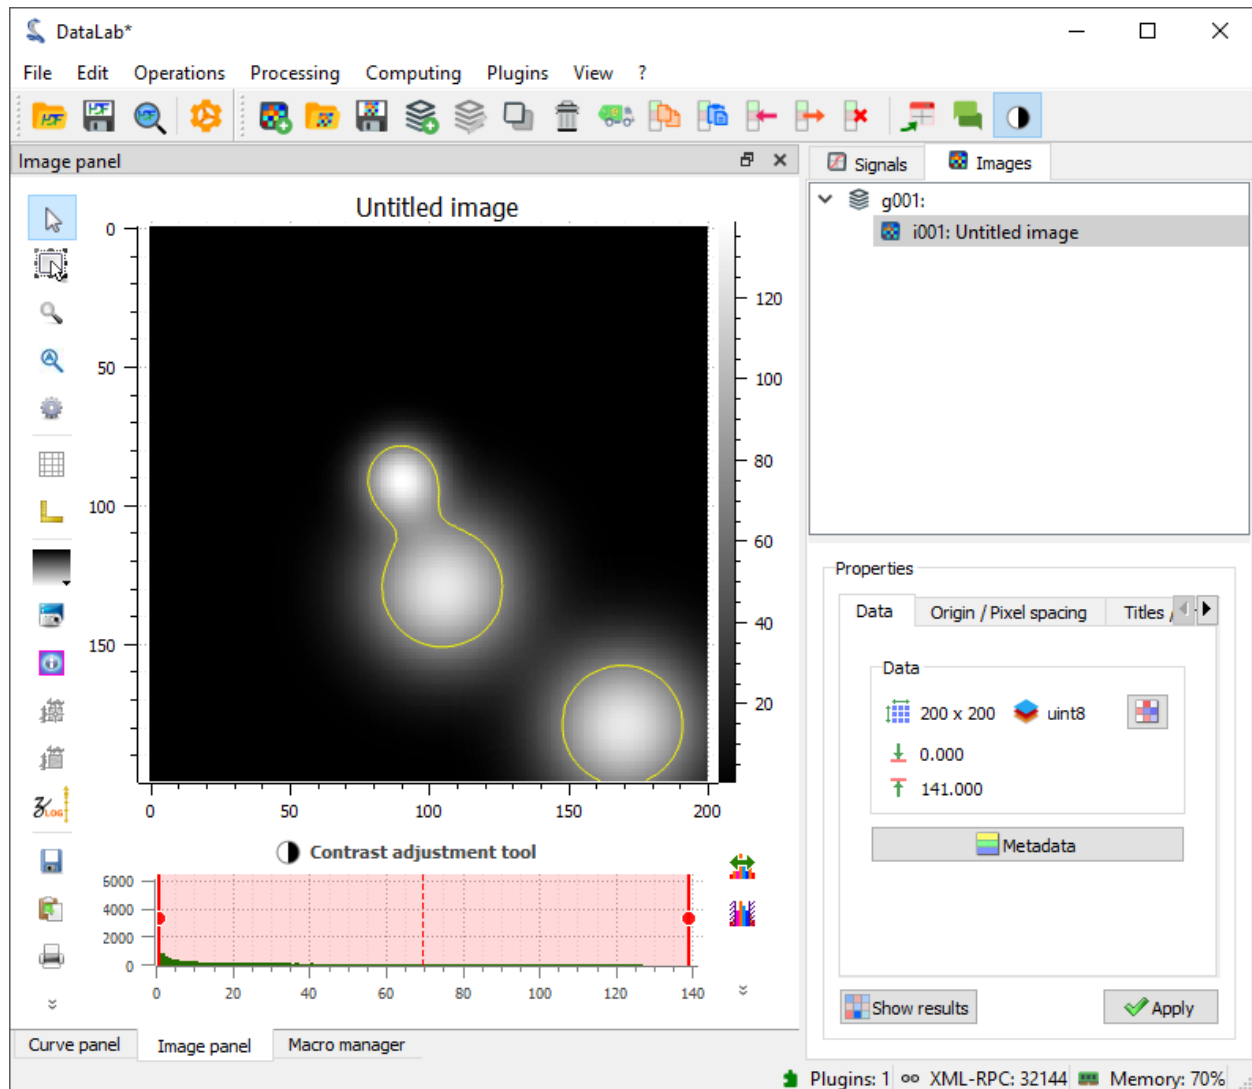 DataLab*
File Edit Operations Processing Computing Plugins View ?
Image panel
Signals Images
g001:
i001: Untitled image
Untitled image
0
50
100
150
0 50 100 150 200
120
100
80
60
40
20
LOG
Contrast adjustment tool
6000
4000
2000
0
0 20 40 60 80 100 120 140
Properties
Data Origin / Pixel spacing Titles /
Data
200 x 200 uint8
0.000
141.000
Metadata
Show results Apply
Curve panel Image panel Macro manager
Plugins: 1 XML-RPC: 32144 Memory: 70%